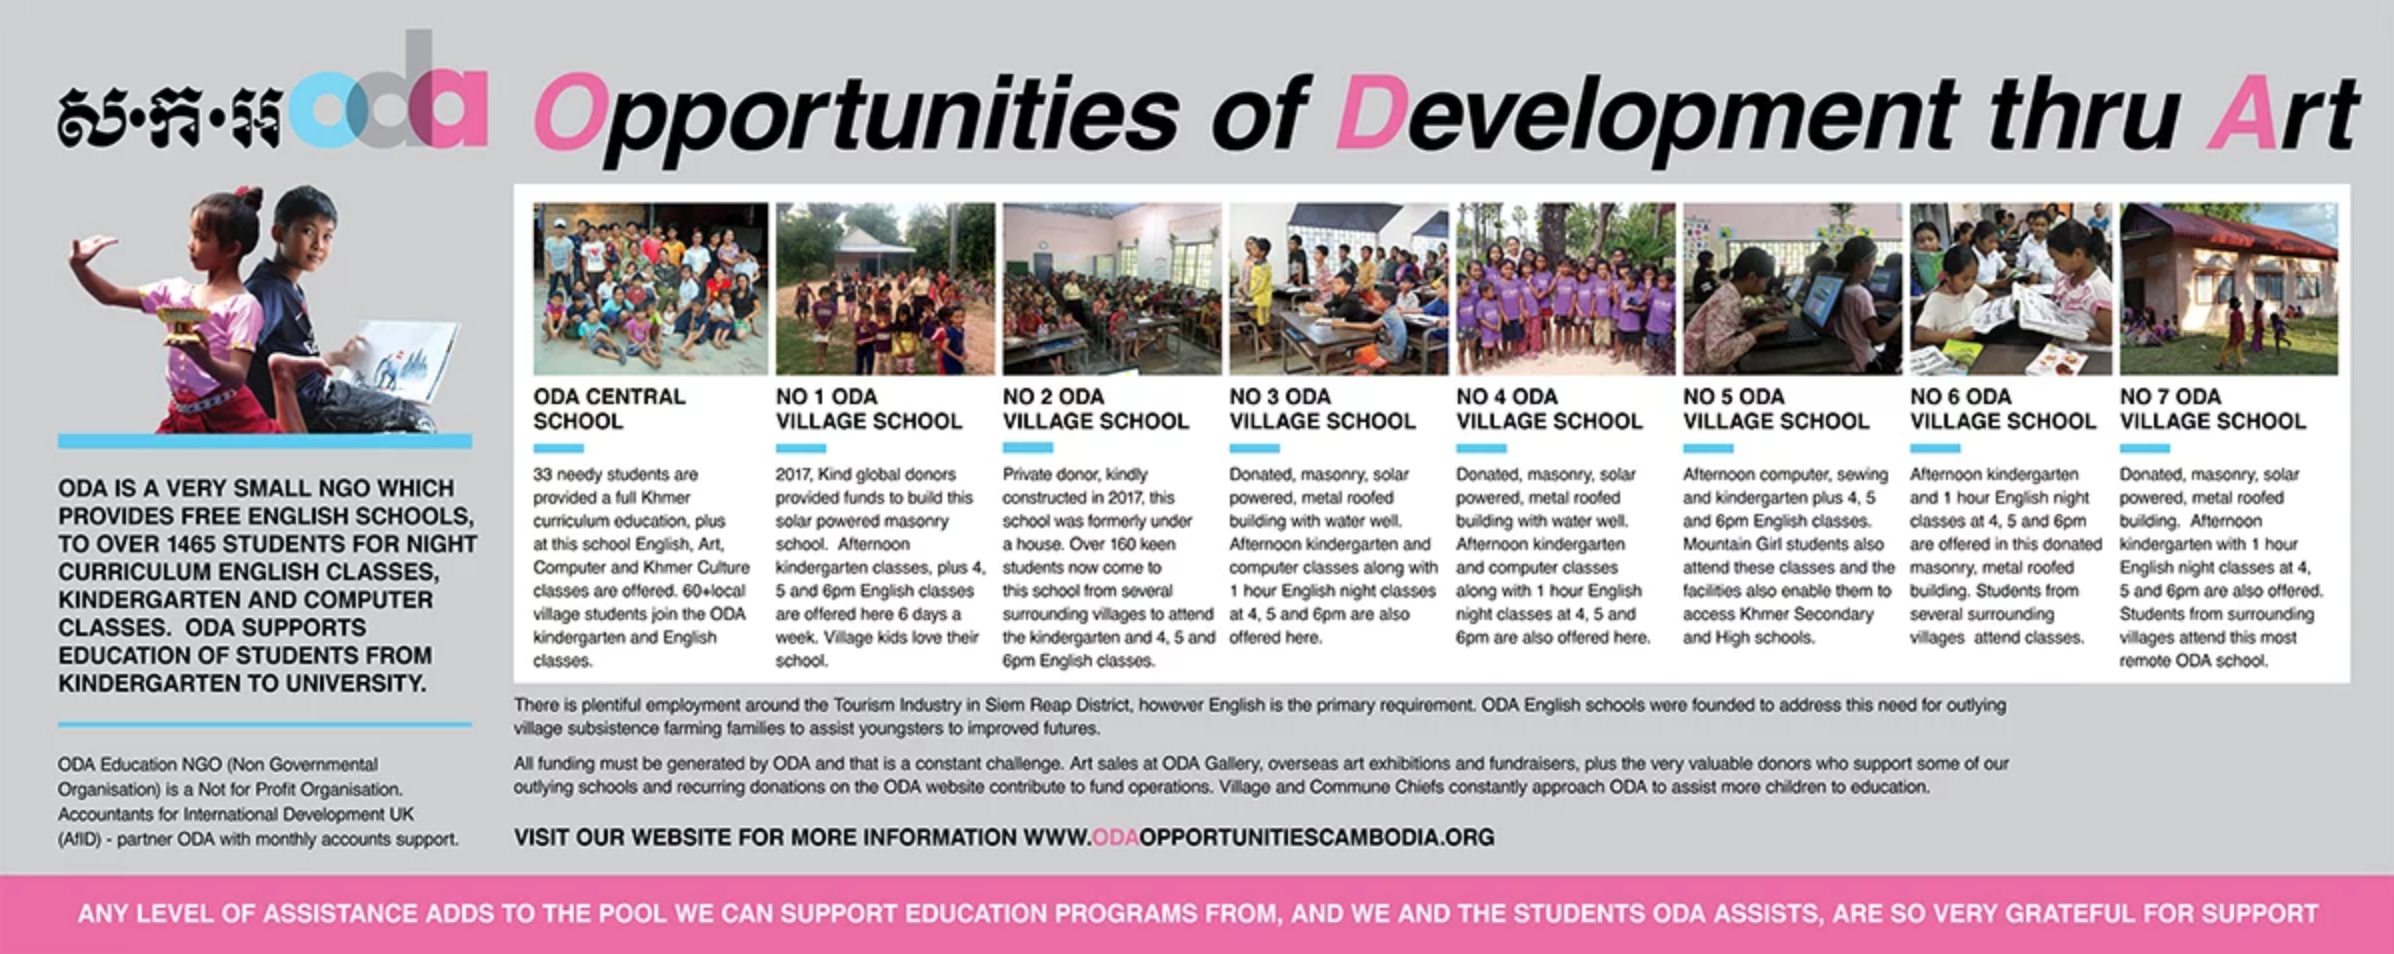 ស·ក·អ oda Opportunities of Development thru Art
ODA IS A VERY SMALL NGO WHICH
PROVIDES FREE ENGLISH SCHOOLS,
TO OVER 1465 STUDENTS FOR NIGHT
CURRICULUM ENGLISH CLASSES,
KINDERGARTEN AND COMPUTER
CLASSES. ODA SUPPORTS
EDUCATION OF STUDENTS FROM
KINDERGARTEN TO UNIVERSITY.
ODA Education NGO (Non Governmental
Organisation) is a Not for Profit Organisation.
Accountants for International Development UK
(AfID) - partner ODA with monthly accounts support.
ODA CENTRAL
SCHOOL
33 needy students are
provided a full Khmer
curriculum education, plus
at this school English, Art,
Computer and Khmer Culture
classes are offered. 60+local
village students join the ODA
kindergarten and English
classes.
NO 1 ODA
VILLAGE SCHOOL
2017, Kind global donors
provided funds to build this
solar powered masonry
school. Afternoon
kindergarten classes, plus 4,
5 and 6pm English classes
are offered here 6 days a
week. Village kids love their
school.
NO 2 ODA
VILLAGE SCHOOL
Private donor, kindly
constructed in 2017, this
school was formerly under
a house. Over 160 keen
students now come to
this school from several
surrounding villages to attend
the kindergarten and 4, 5 and
6pm English classes.
NO 3 ODA
VILLAGE SCHOOL
Donated, masonry, solar
powered, metal roofed
building with water well.
Afternoon kindergarten and
computer classes along with
1 hour English night classes
at 4, 5 and 6pm are also
offered here.
NO 4 ODA
VILLAGE SCHOOL
Donated, masonry, solar
powered, metal roofed
building with water well.
Afternoon kindergarten
and computer classes
along with 1 hour English
night classes at 4, 5 and
6pm are also offered here.
NO 5 ODA
VILLAGE SCHOOL
Afternoon computer, sewing
and kindergarten plus 4, 5
and 6pm English classes.
Mountain Girl students also
attend these classes and the
facilities also enable them to
access Khmer Secondary
and High schools.
NO 6 ODA
VILLAGE SCHOOL
Afternoon kindergarten
and 1 hour English night
classes at 4, 5 and 6pm
are offered in this donated
masonry, metal roofed
building. Students from
several surrounding
villages attend classes.
NO 7 ODA
VILLAGE SCHOOL
Donated, masonry, solar
powered, metal roofed
building. Afternoon
kindergarten with 1 hour
English night classes at 4,
5 and 6pm are also offered.
Students from surrounding
villages attend this most
remote ODA school.
There is plentiful employment around the Tourism Industry in Siem Reap District, however English is the primary requirement. ODA English schools were founded to address this need for outlying
village subsistence farming families to assist youngsters to improved futures.
All funding must be generated by ODA and that is a constant challenge. Art sales at ODA Gallery, overseas art exhibitions and fundraisers, plus the very valuable donors who support some of our
outlying schools and recurring donations on the ODA website contribute to fund operations. Village and Commune Chiefs constantly approach ODA to assist more children to education.
VISIT OUR WEBSITE FOR MORE INFORMATION WWW.ODAOPPORTUNITIESCAMBODIA.ORG
ANY LEVEL OF ASSISTANCE ADDS TO THE POOL WE CAN SUPPORT EDUCATION PROGRAMS FROM, AND WE AND THE STUDENTS ODA ASSISTS, ARE SO VERY GRATEFUL FOR SUPPORT